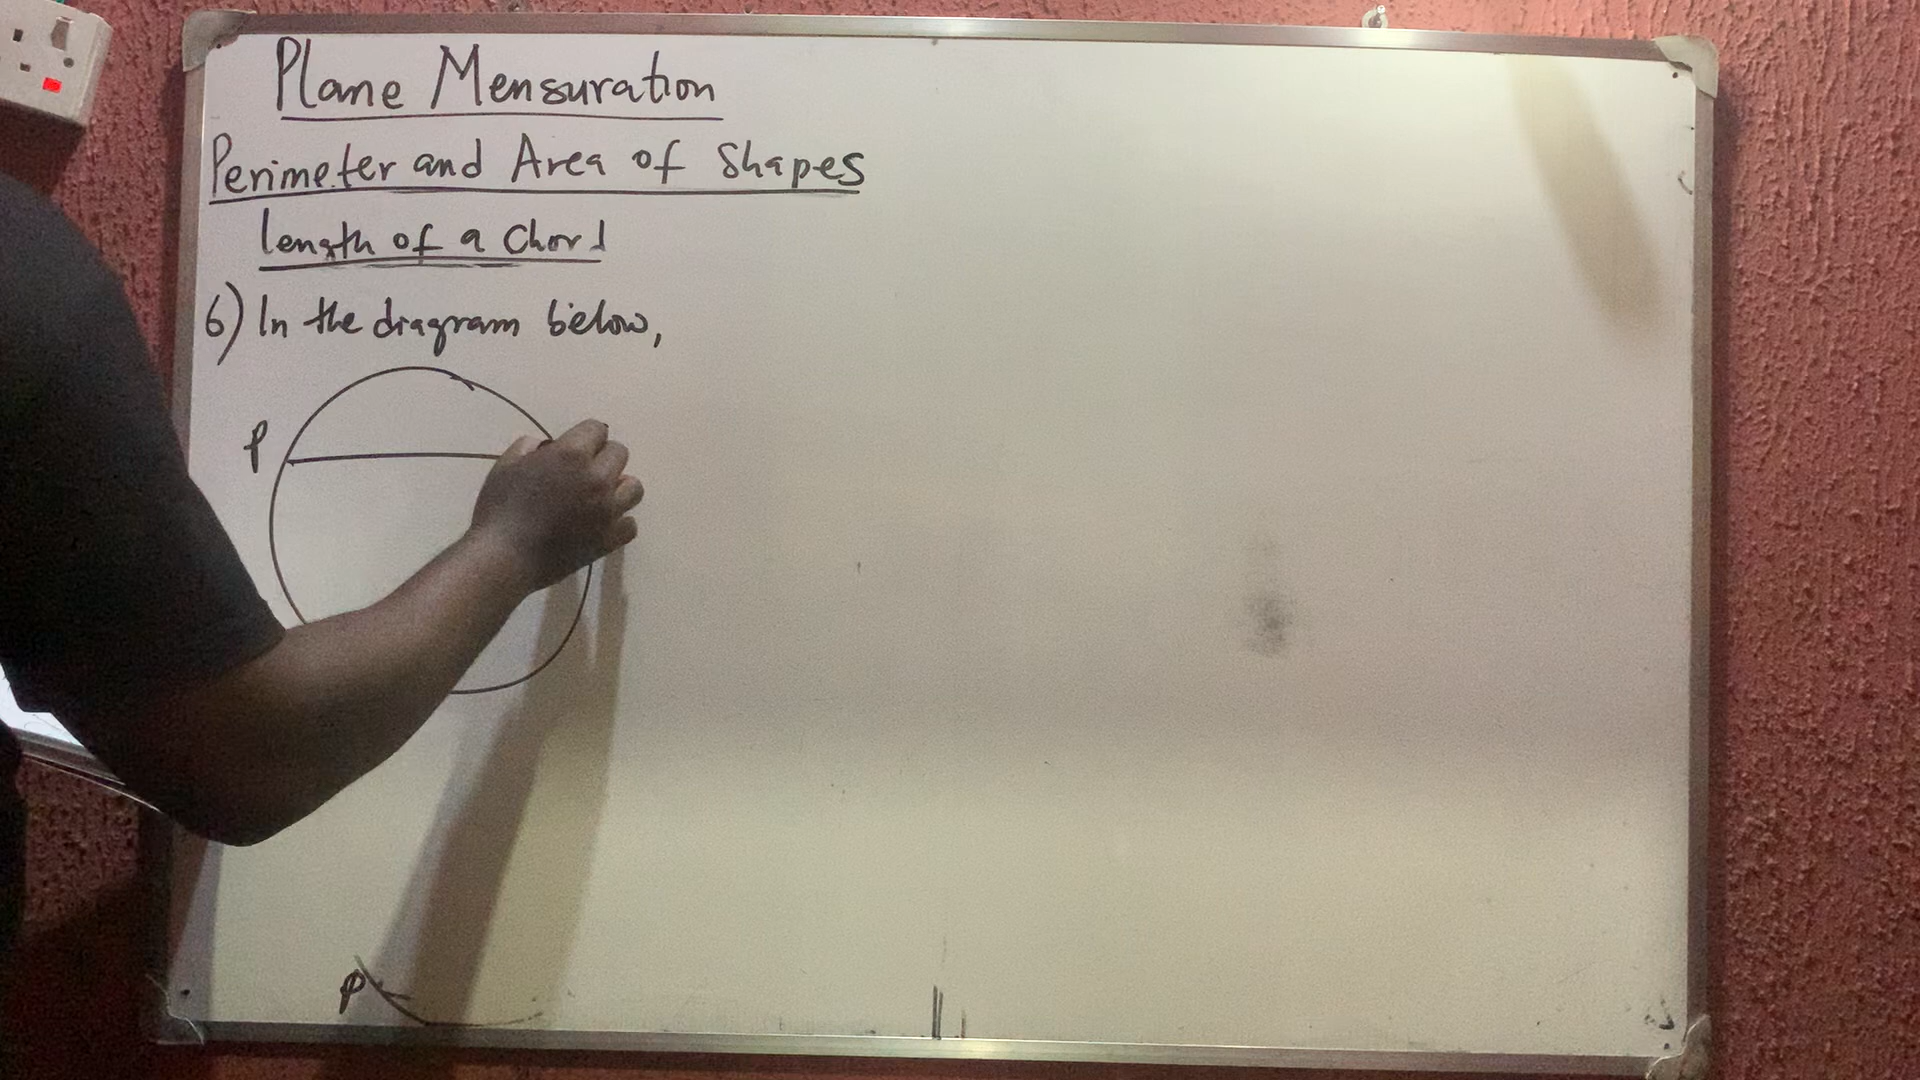 Plane Mensuration
Perimeter and Area of Shapes
length of a Chord
6) In the diagram below,
P
P